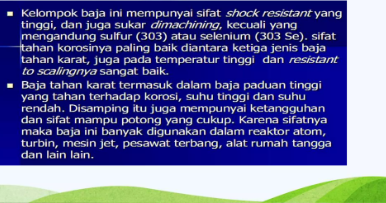 Kelompok baja ini mempunyai sifat shock resistant yang
tinggi, dan juga sukar dimachining, kecuali yang
mengandung sulfur (303) atau selenium (303 Se). sifat
tahan korosinya paling baik diantara ketiga jenis baja
tahan karat, juga pada temperatur tinggi dan resistant
to scalingnya sangat baik.
Baja tahan karat termasuk dalam baja paduan tinggi
yang tahan terhadap korosi, suhu tinggi dan suhu
rendah. Disamping itu juga mempunyai ketangguhan
dan sifat mampu potong yang cukup. Karena sifatnya
maka baja ini banyak digunakan dalam reaktor atom,
turbin, mesin jet, pesawat terbang, alat rumah tangga
dan lain lain.